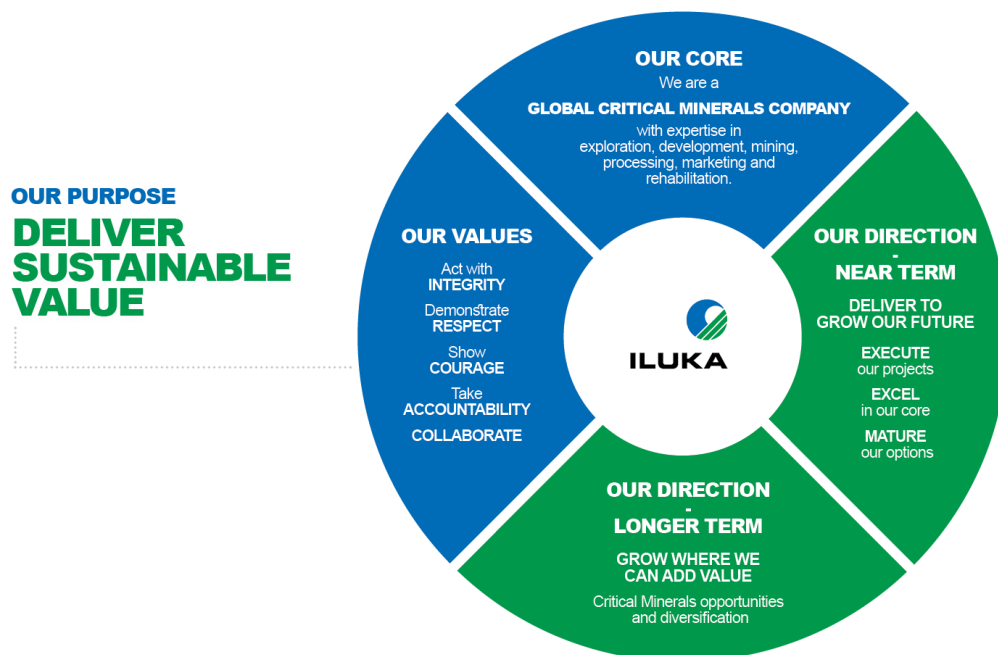 OUR PURPOSE
DELIVER
SUSTAINABLE
VALUE
OUR CORE
We are a
GLOBAL CRITICAL MINERALS COMPANY
with expertise in
exploration, development, mining,
processing, marketing and
rehabilitation.
OUR VALUES
Act with
INTEGRITY
Demonstrate
RESPECT
Show
COURAGE
Take
ACCOUNTABILITY
COLLABORATE
ILUKA
OUR DIRECTION
-
NEAR TERM
DELIVER TO
GROW OUR FUTURE
EXECUTE
our projects
EXCEL
in our core
MATURE
our options
OUR DIRECTION
-
LONGER TERM
GROW WHERE WE
CAN ADD VALUE
Critical Minerals opportunities
and diversification